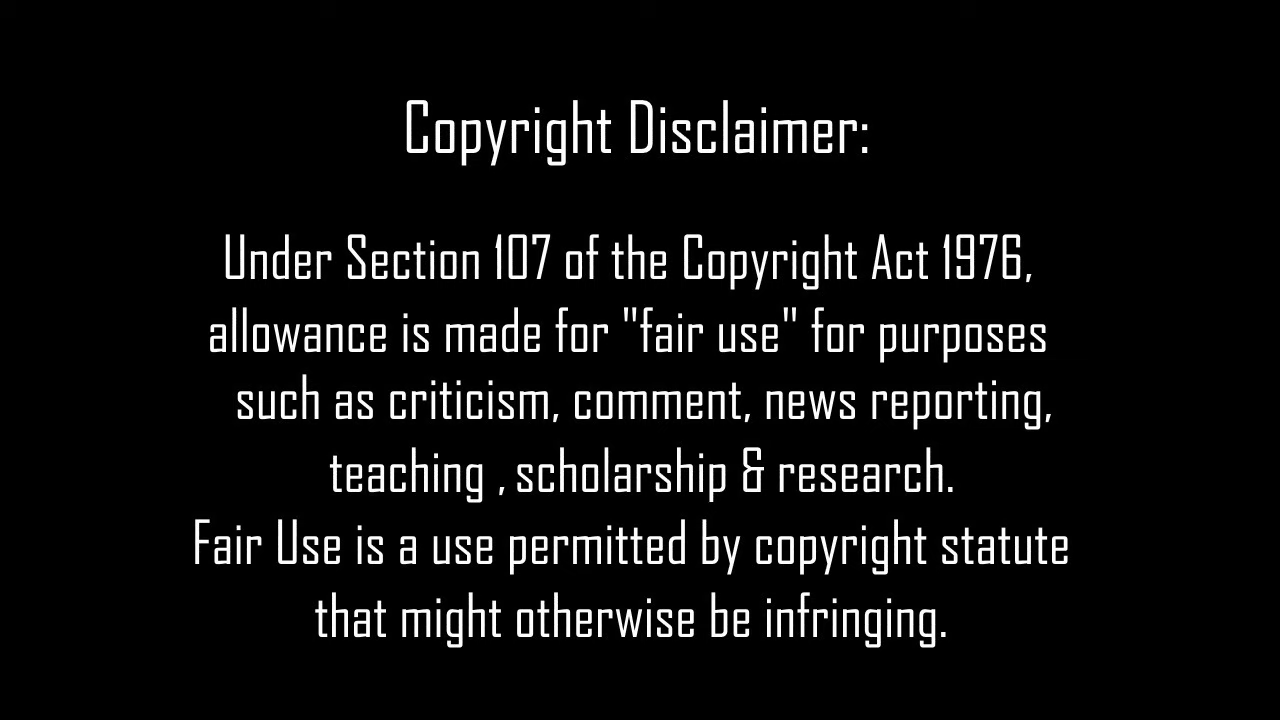 Copyright Disclaimer:
Under Section 107 of the Copyright Act 1976,
allowance is made for "fair use" for purposes
such as criticism, comment, news reporting,
teaching , scholarship & research.
Fair Use is a use permitted by copyright statute
that might otherwise be infringing.